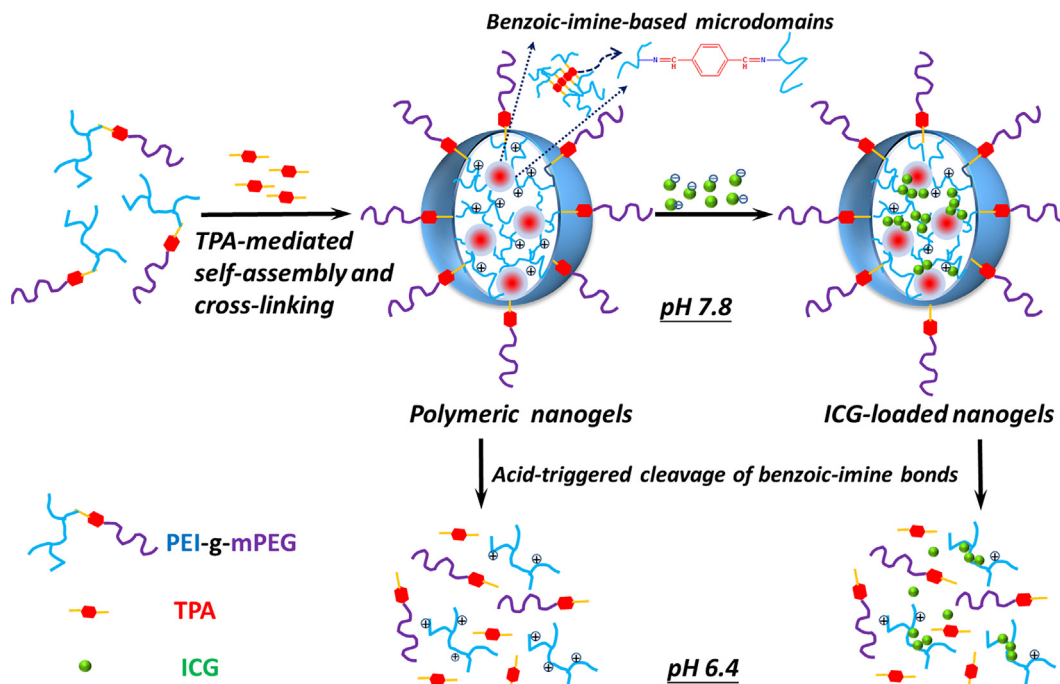 Benzoic-imine-based microdomains
N=C
H
C=N
H
TPA-mediated
self-assembly and
cross-linking
pH 7.8
Polymeric nanogels
ICG-loaded nanogels
Acid-triggered cleavage of benzoic-imine bonds
PEI-g-mPEG
TPA
ICG
pH 6.4